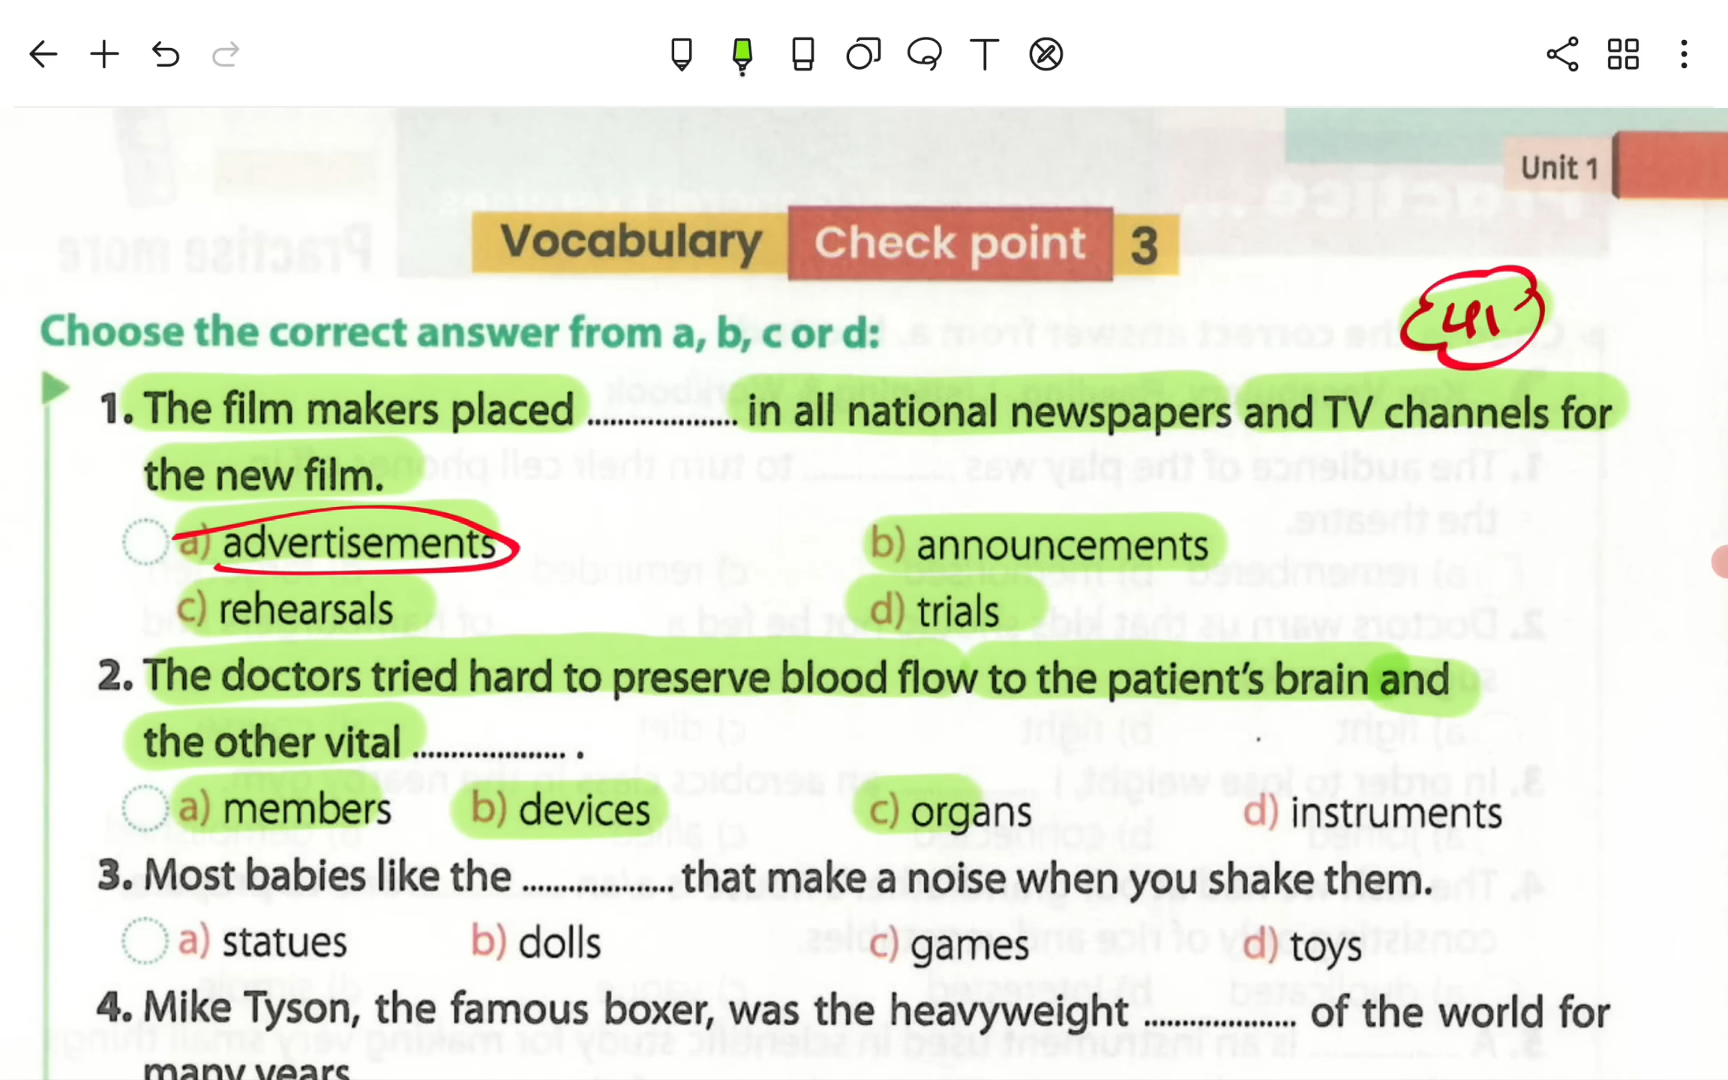 Unit 1
Vocabulary Check point 3
Choose the correct answer from a, b, c or d:
41
1. The film makers placed ................... in all national newspapers and TV channels for
the new film.
a) advertisements b) announcements
c) rehearsals d) trials
2. The doctors tried hard to preserve blood flow to the patient's brain and
the other vital ................... .
a) members b) devices c) organs d) instruments
3. Most babies like the ................... that make a noise when you shake them.
a) statues b) dolls c) games d) toys
4. Mike Tyson, the famous boxer, was the heavyweight ................... of the world for
many years.